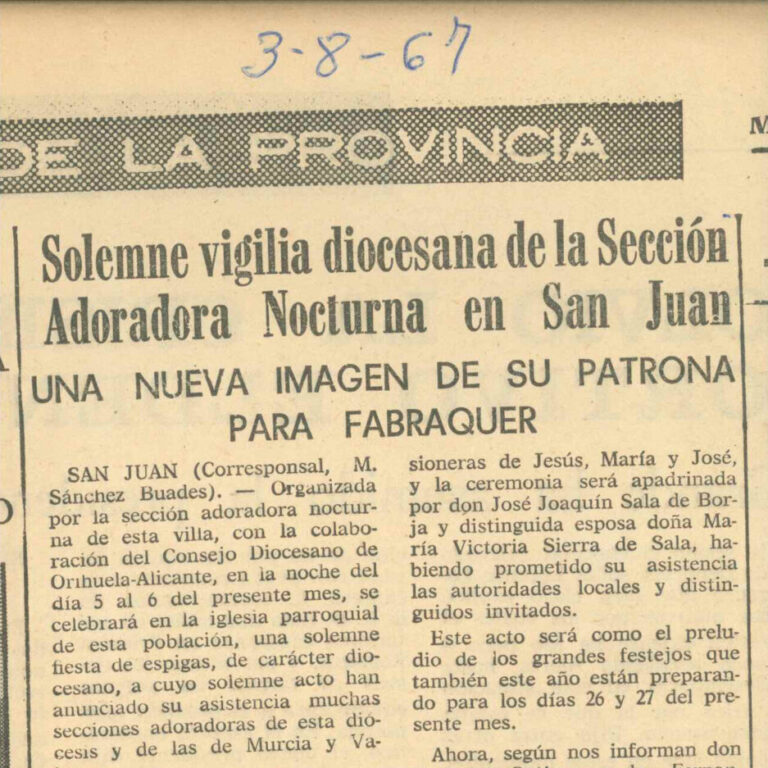 3-8-67
DE LA PROVINCIA
Solemne vigilia diocesana de la Sección
Adoradora Nocturna en San Juan
UNA NUEVA IMAGEN DE SU PATRONA
PARA FABRAQUER
SAN JUAN (Corresponsal, M.
Sánchez Buades). — Organizada
por la sección adoradora noctur-
na de esta villa, con la colabo-
ración del Consejo Diocesano de
Orihuela-Alicante, en la noche del
día 5 al 6 del presente mes, se
celebrará en la iglesia parroquial
de esta población, una solemne
fiesta de espigas, de carácter dio-
cesano, a cuyo solemne acto han
anunciado su asistencia muchas
secciones adoradoras de esta dió-
cesis y de las de Murcia y Va-
sioneras de Jesús, María y José,
y la ceremonia será apadrinada
por don José Joaquín Sala de Bor-
ja y distinguida esposa doña Ma-
ría Victoria Sierra de Sala, ha-
biendo prometido su asistencia
las autoridades locales y distin-
guidos invitados.
Este acto será como el prelu-
dio de los grandes festejos que
también este año están preparan-
do para los días 26 y 27 del pre-
sente mes.
Ahora, según nos informan don